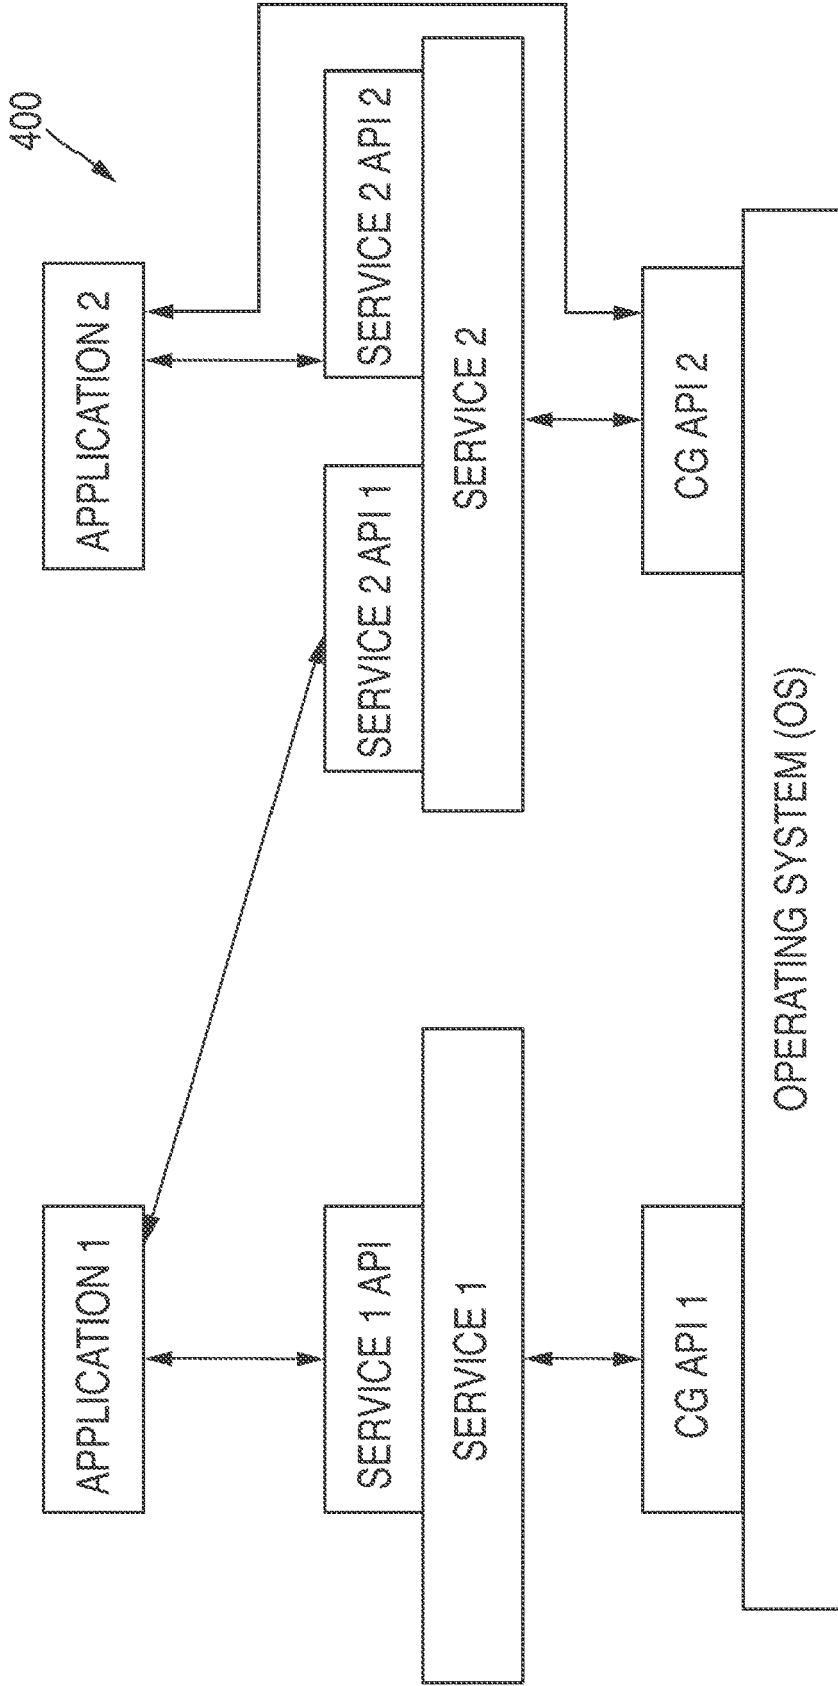 400
APPLICATION 1
APPLICATION 2
SERVICE 1 API
SERVICE 2 API 1
SERVICE 2 API 2
SERVICE 1
SERVICE 2
CG API 1
CG API 2
OPERATING SYSTEM (OS)